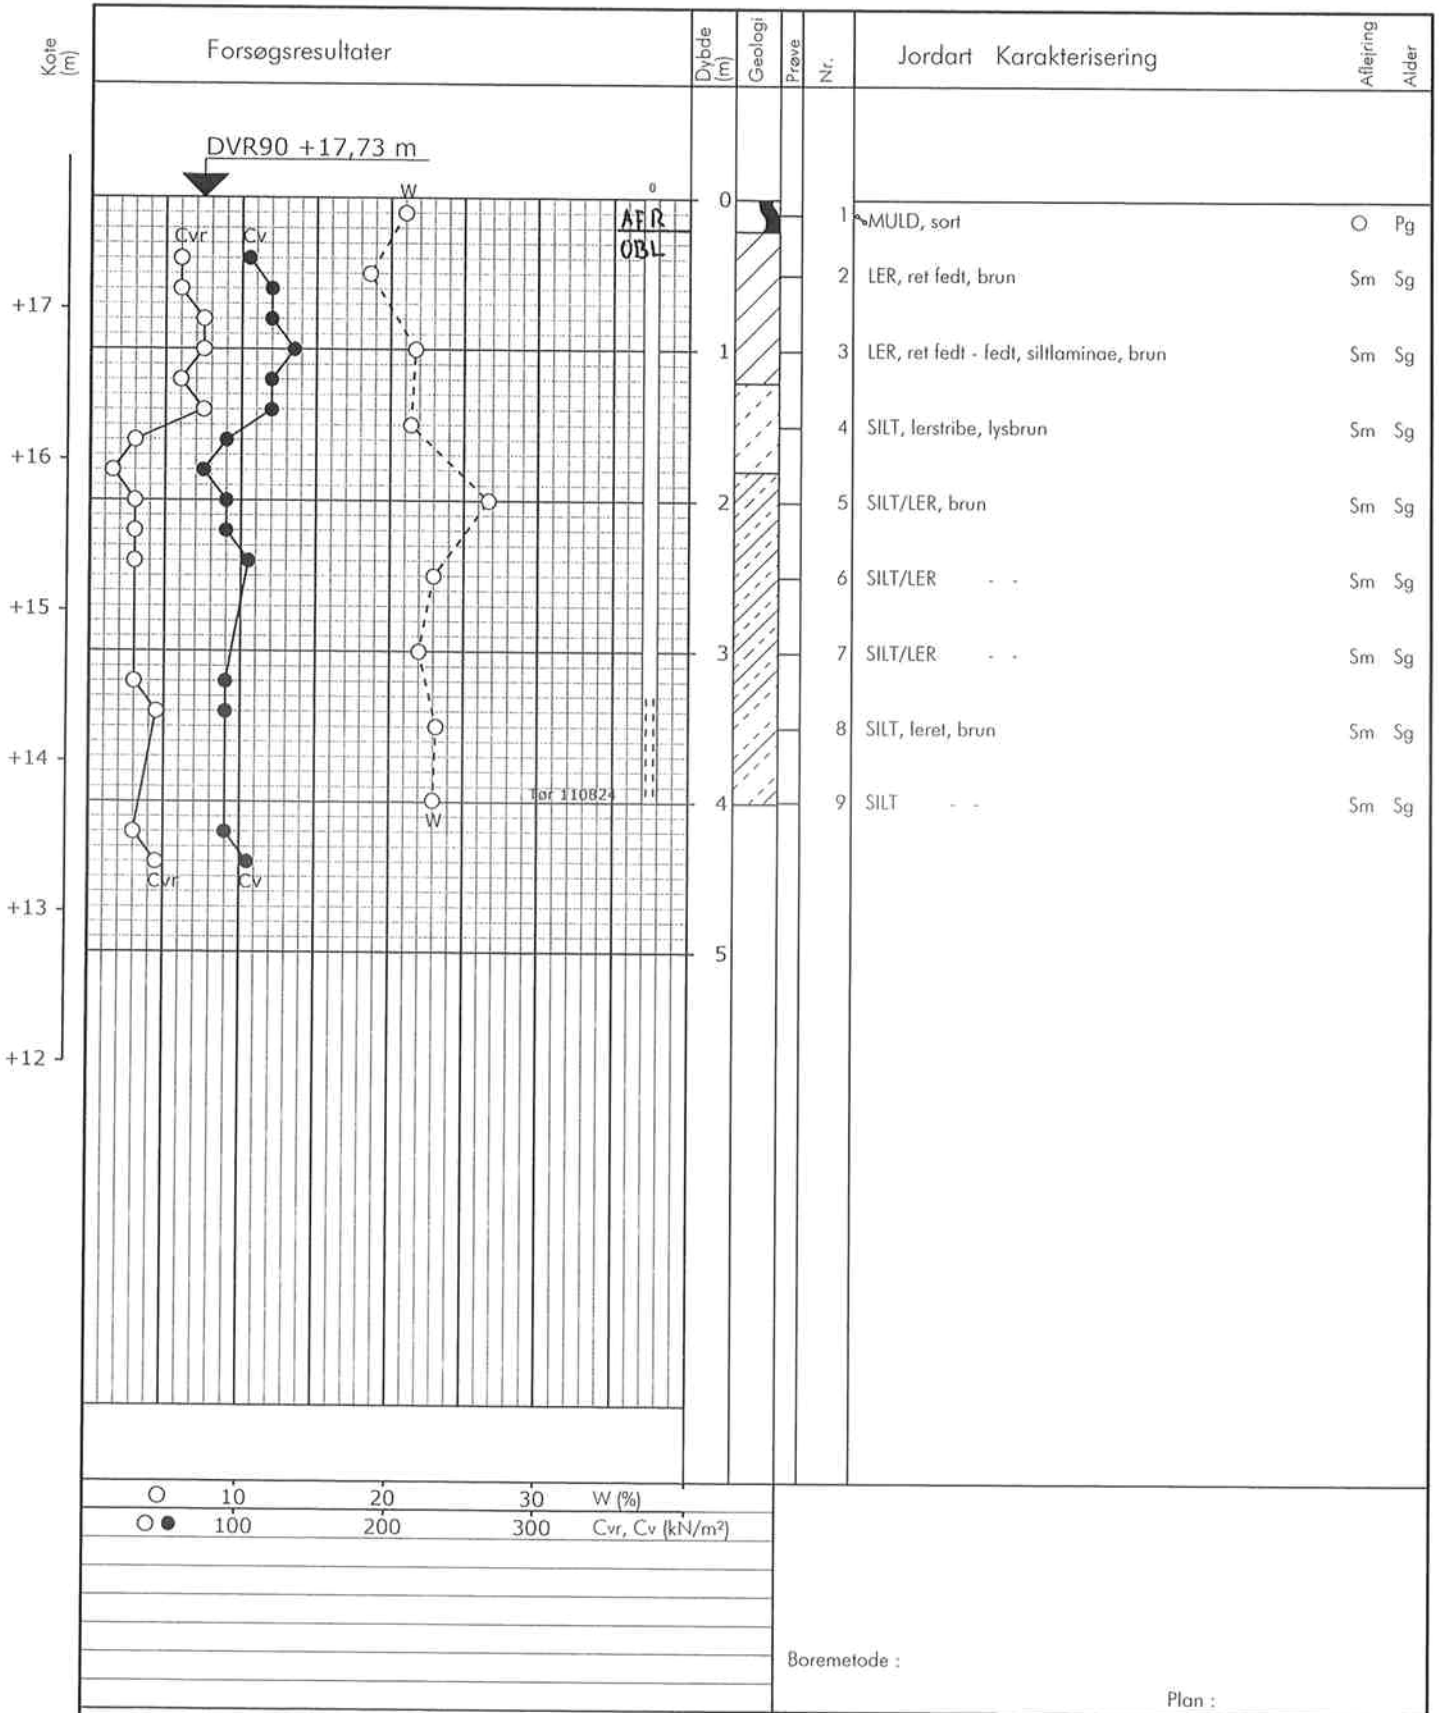 Kote (m)
Forsøgsresultater
Dybde (m)
Geologi
Prøve
Nr.
Jordart Karakterisering
Aflejring
Alder
DVR90 +17,73 m
W
0
0
AFR
OBL
Cvr
Cv
1 MULD, sort O Pg
2 LER, ret fedt, brun Sm Sg
+17
1
3 LER, ret fedt - fedt, siltlaminae, brun Sm Sg
4 SILT, lerstribe, lysbrun Sm Sg
+16
2
5 SILT/LER, brun Sm Sg
6 SILT/LER - - Sm Sg
+15
3
7 SILT/LER - - Sm Sg
8 SILT, leret, brun Sm Sg
+14
Tør 110824
4
9 SILT - - Sm Sg
W
Cvr
Cv
+13
5
+12
10 20 30 W (%)
100 200 300 Cvr, Cv (kN/m²)
Boremetode :
Plan :